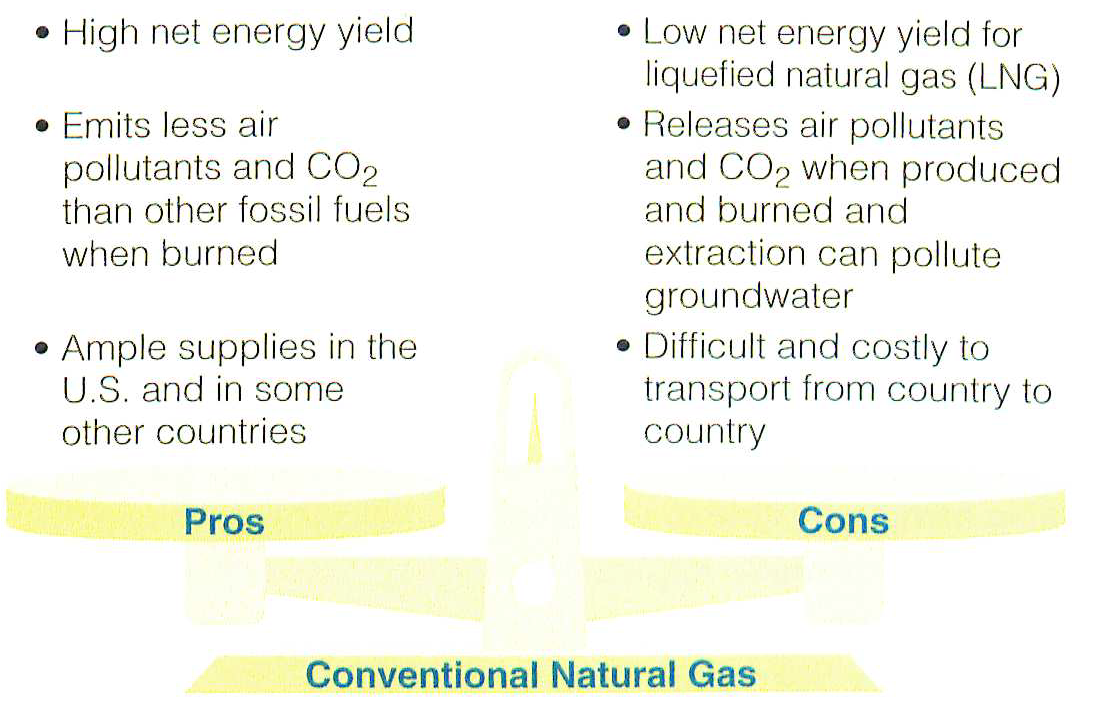 • High net energy yield
• Emits less air
pollutants and CO₂
than other fossil fuels
when burned
• Ample supplies in the
U.S. and in some
other countries
Pros
• Low net energy yield for
liquefied natural gas (LNG)
• Releases air pollutants
and CO₂ when produced
and burned and
extraction can pollute
groundwater
• Difficult and costly to
transport from country to
country
Cons
Conventional Natural Gas